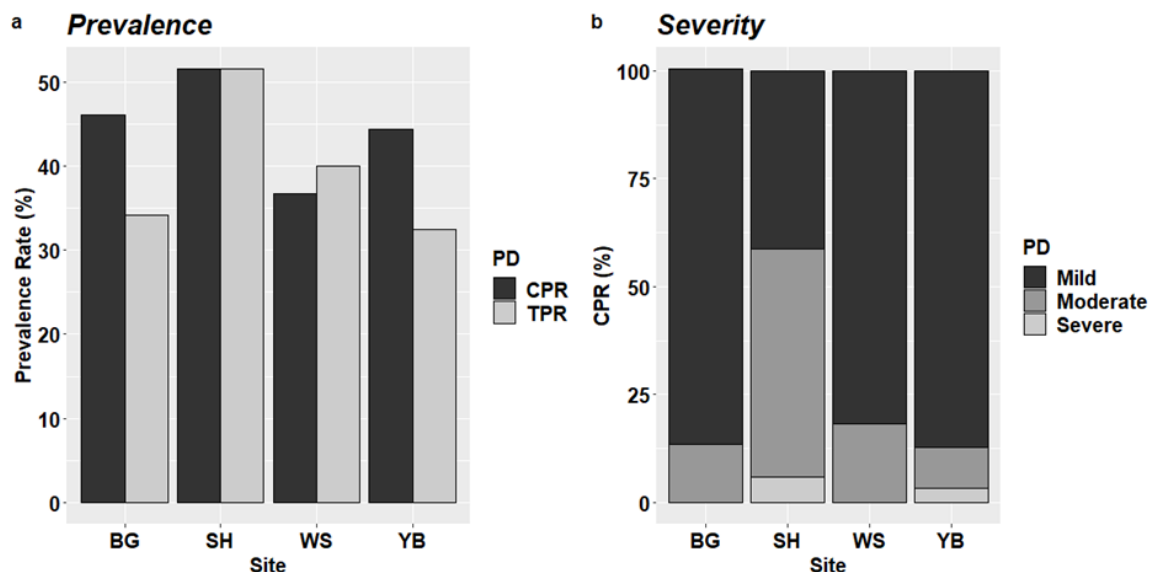 a Prevalence
Prevalence Rate (%)
50
40
30
20
10
0
BG SH WS YB
Site
PD
CPR
TPR
b Severity
CPR (%)
100
75
50
25
0
BG SH WS YB
Site
PD
Mild
Moderate
Severe